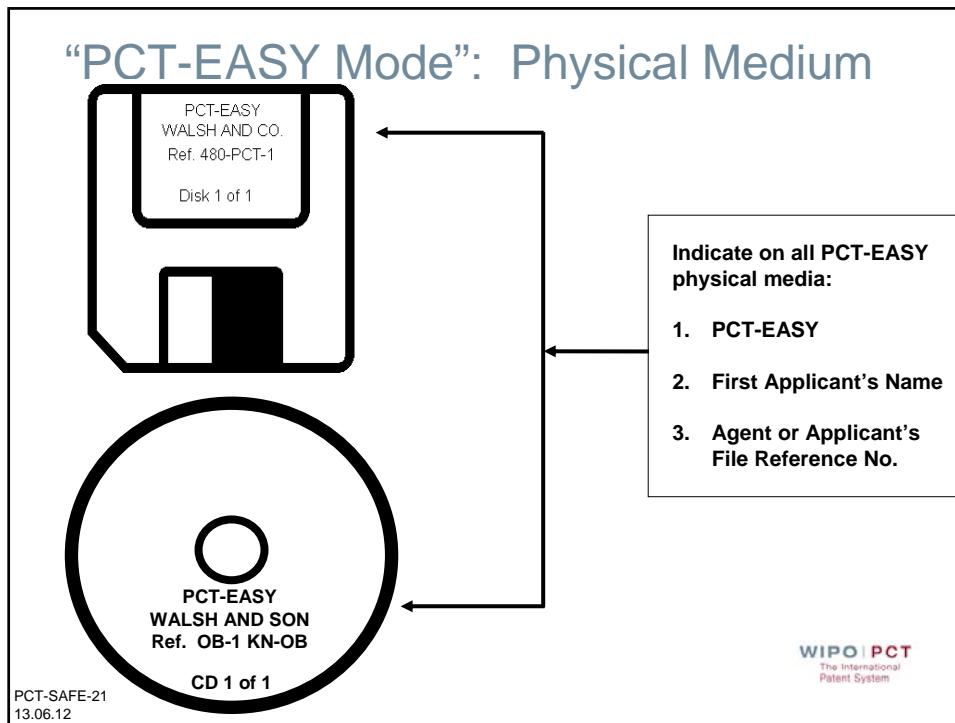 “PCT-EASY Mode”: Physical Medium
PCT-EASY
WALSH AND CO.
Ref. 480-PCT-1
Disk 1 of 1
Indicate on all PCT-EASY
physical media:
1. PCT-EASY
2. First Applicant’s Name
3. Agent or Applicant’s
File Reference No.
PCT-EASY
WALSH AND SON
Ref. OB-1 KN-OB
CD 1 of 1
WIPO|PCT
The International
Patent System
PCT-SAFE-21
13.06.12